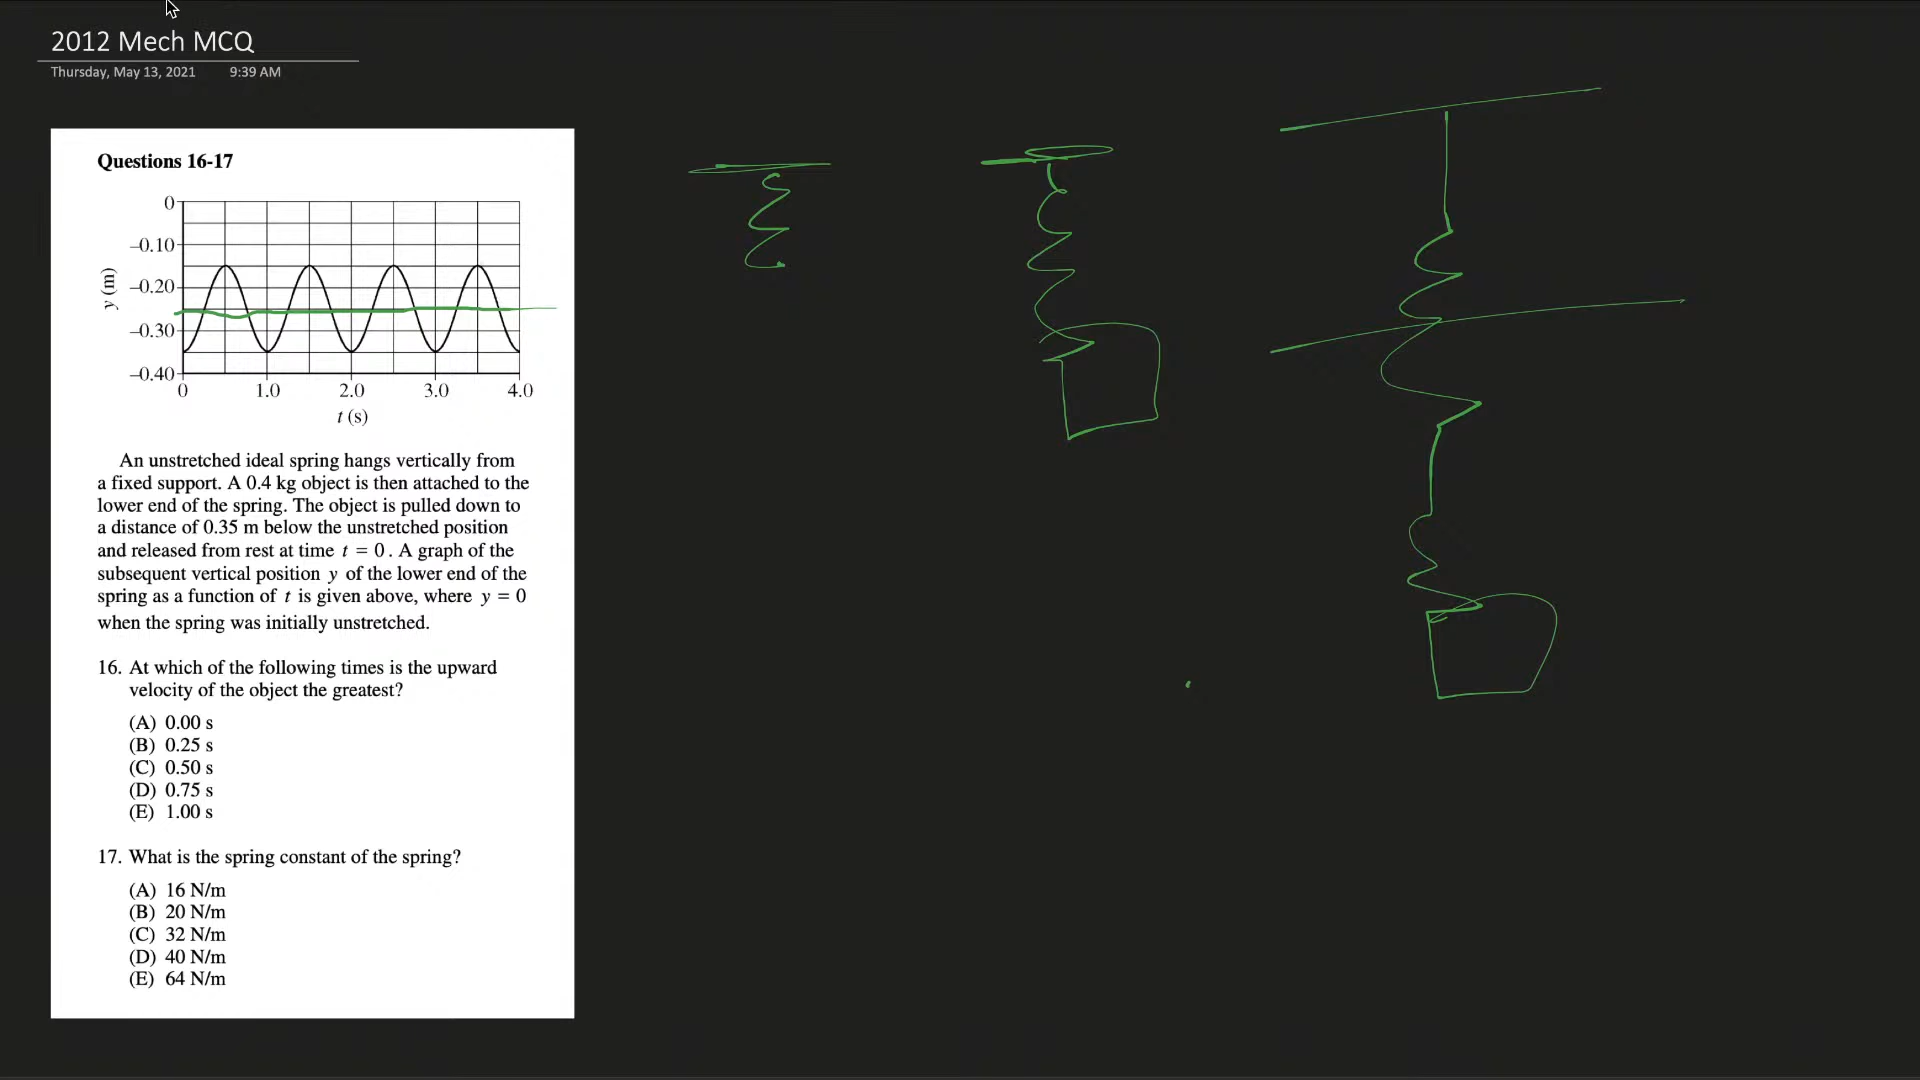 2012 Mech MCQ
Thursday, May 13, 2021 9:39 AM
Questions 16-17
0
–0.10
–0.20
–0.30
–0.40
y (m)
0 1.0 2.0 3.0 4.0
t (s)
An unstretched ideal spring hangs vertically from
a fixed support. A 0.4 kg object is then attached to the
lower end of the spring. The object is pulled down to
a distance of 0.35 m below the unstretched position
and released from rest at time t = 0. A graph of the
subsequent vertical position y of the lower end of the
spring as a function of t is given above, where y = 0
when the spring was initially unstretched.
16. At which of the following times is the upward
velocity of the object the greatest?
(A) 0.00 s
(B) 0.25 s
(C) 0.50 s
(D) 0.75 s
(E) 1.00 s
17. What is the spring constant of the spring?
(A) 16 N/m
(B) 20 N/m
(C) 32 N/m
(D) 40 N/m
(E) 64 N/m